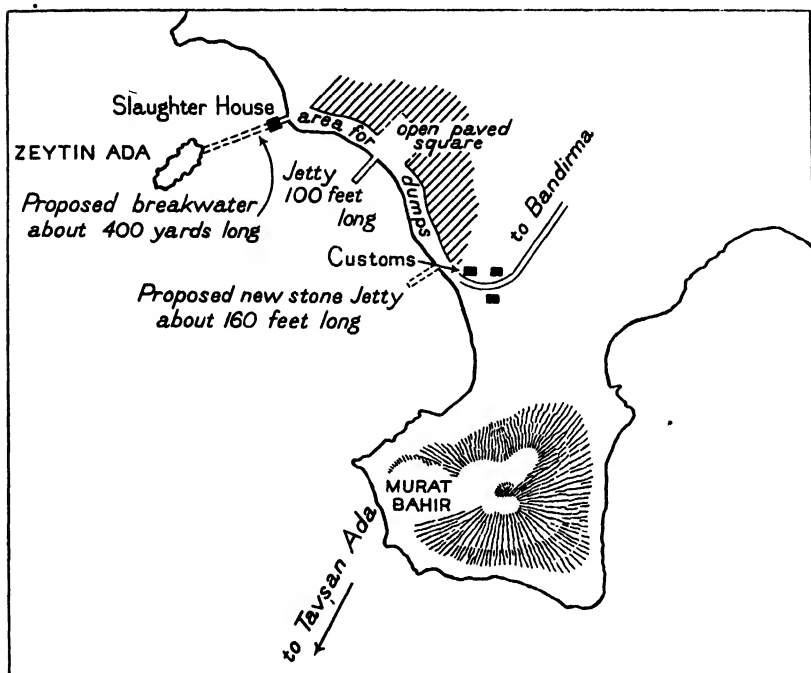 Slaughter House
ZEYTIN ADA
Proposed breakwater
about 400 yards long
area for
dumps
open paved
square
Jetty
100 feet
long
to Bandirma
Customs
Proposed new stone Jetty
about 160 feet long
MURAT
BAHIR
to Tavşan Ada